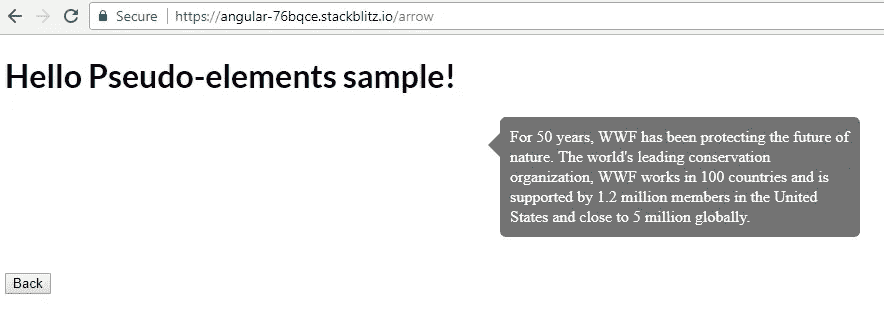 Secure https://angular-76bqce.stackblitz.io/arrow
Hello Pseudo-elements sample!
For 50 years, WWF has been protecting the future of
nature. The world's leading conservation
organization, WWF works in 100 countries and is
supported by 1.2 million members in the United
States and close to 5 million globally.
Back